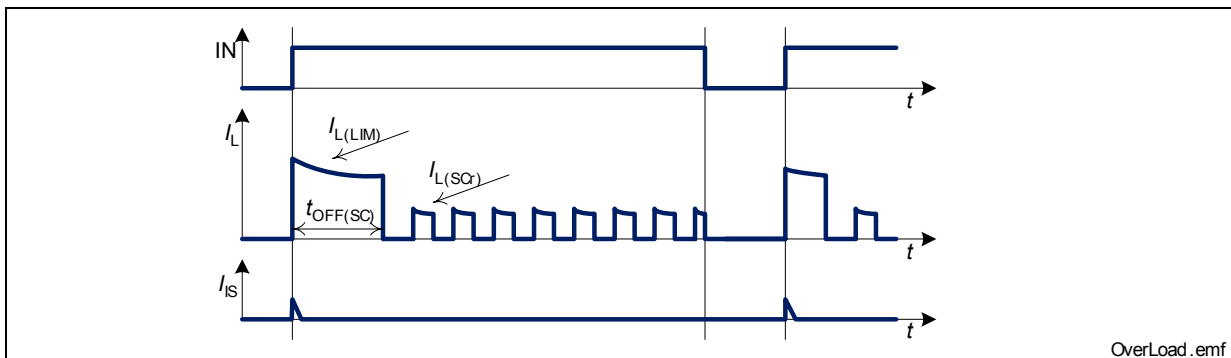 IN
t
I_L
I_L(LIM)
I_L(SCr)
t_OFF(SC)
t
I_IS
t
OverLoad.emf